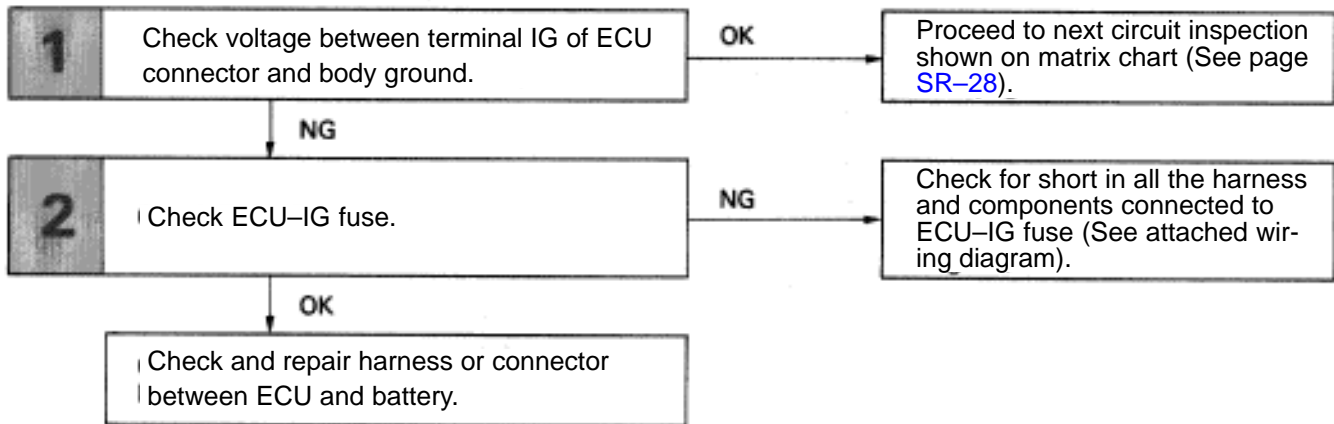 1
Check voltage between terminal IG of ECU
connector and body ground.
OK
Proceed to next circuit inspection
shown on matrix chart (See page
SR–28).
NG
2
Check ECU–IG fuse.
NG
Check for short in all the harness
and components connected to
ECU–IG fuse (See attached wir-
ing diagram).
OK
Check and repair harness or connector
between ECU and battery.